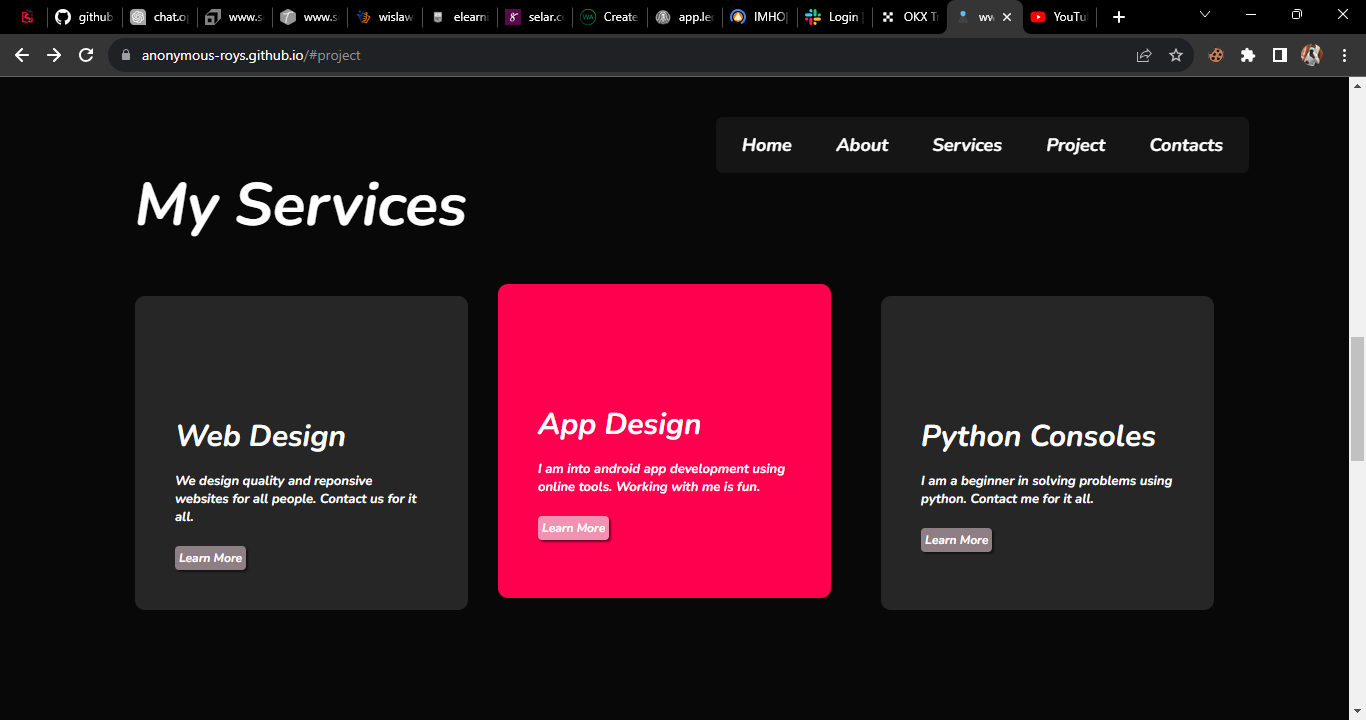 github
chat.o
www.s
www.s
wislaw
elearni
selar.c
Create
app.le
IMHO
Login
OKX T
ww
YouTu
anonymous-roys.github.io/#project
Home About Services Project Contacts
My Services
Web Design
We design quality and reponsive
websites for all people. Contact us for it
all.
Learn More
App Design
I am into android app development using
online tools. Working with me is fun.
Learn More
Python Consoles
I am a beginner in solving problems using
python. Contact me for it all.
Learn More